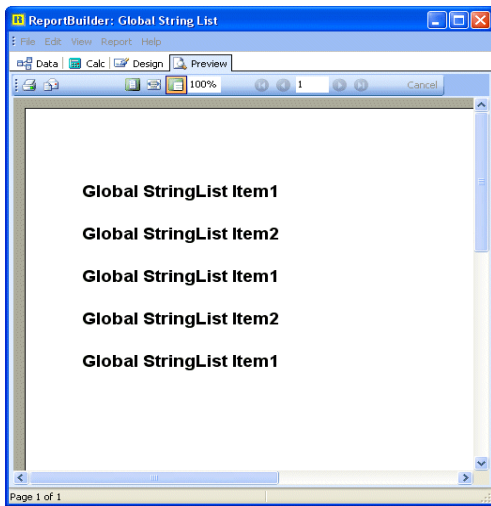 ReportBuilder: Global String List
File Edit View Report Help
Data Calc Design Preview
100% 1 Cancel
Global StringList Item1
Global StringList Item2
Global StringList Item1
Global StringList Item2
Global StringList Item1
Page 1 of 1